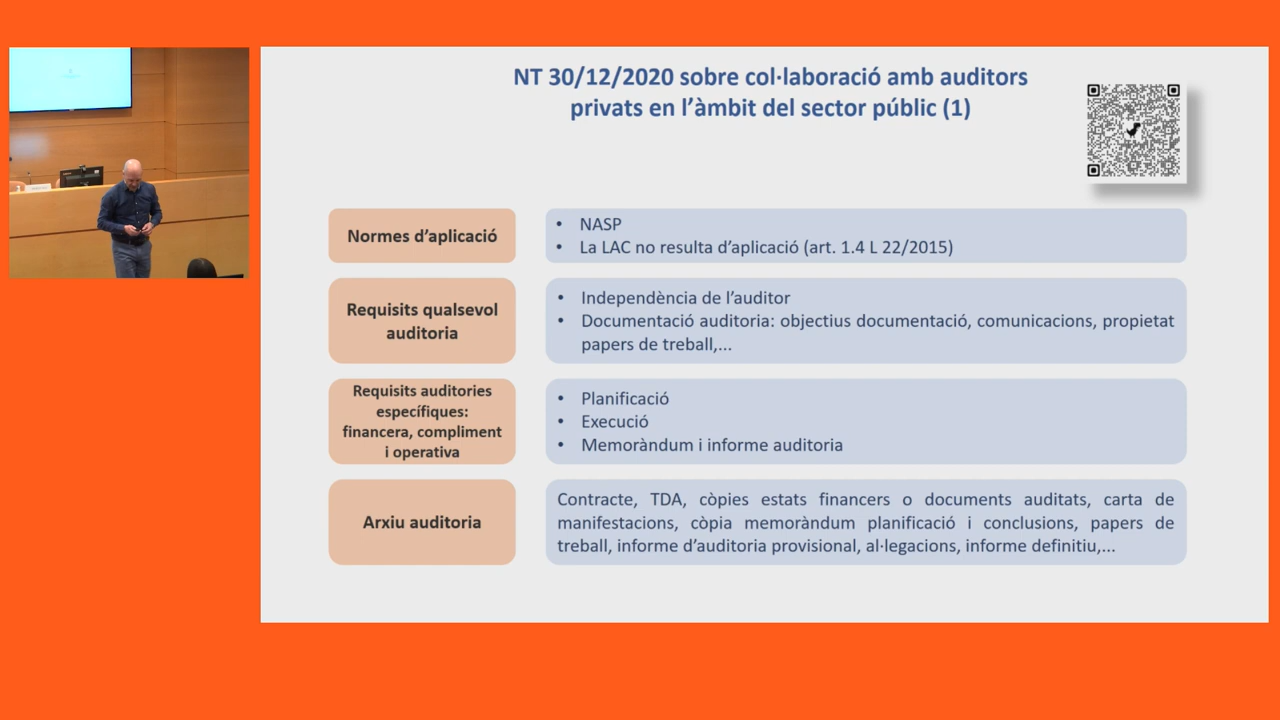 NT 30/12/2020 sobre col·laboració amb auditors
privats en l'àmbit del sector públic (1)
Normes d'aplicació
• NASP
• La LAC no resulta d'aplicació (art. 1.4 L 22/2015)
Requisits qualsevol
auditoria
• Independència de l'auditor
• Documentació auditoria: objectius documentació, comunicacions, propietat
papers de treball,...
Requisits auditories
específiques:
financera, compliment
i operativa
• Planificació
• Execució
• Memoràndum i informe auditoria
Arxiu auditoria
Contracte, TDA, còpies estats financers o documents auditats, carta de
manifestacions, còpia memoràndum planificació i conclusions, papers de
treball, informe d'auditoria provisional, al·legacions, informe definitiu,...